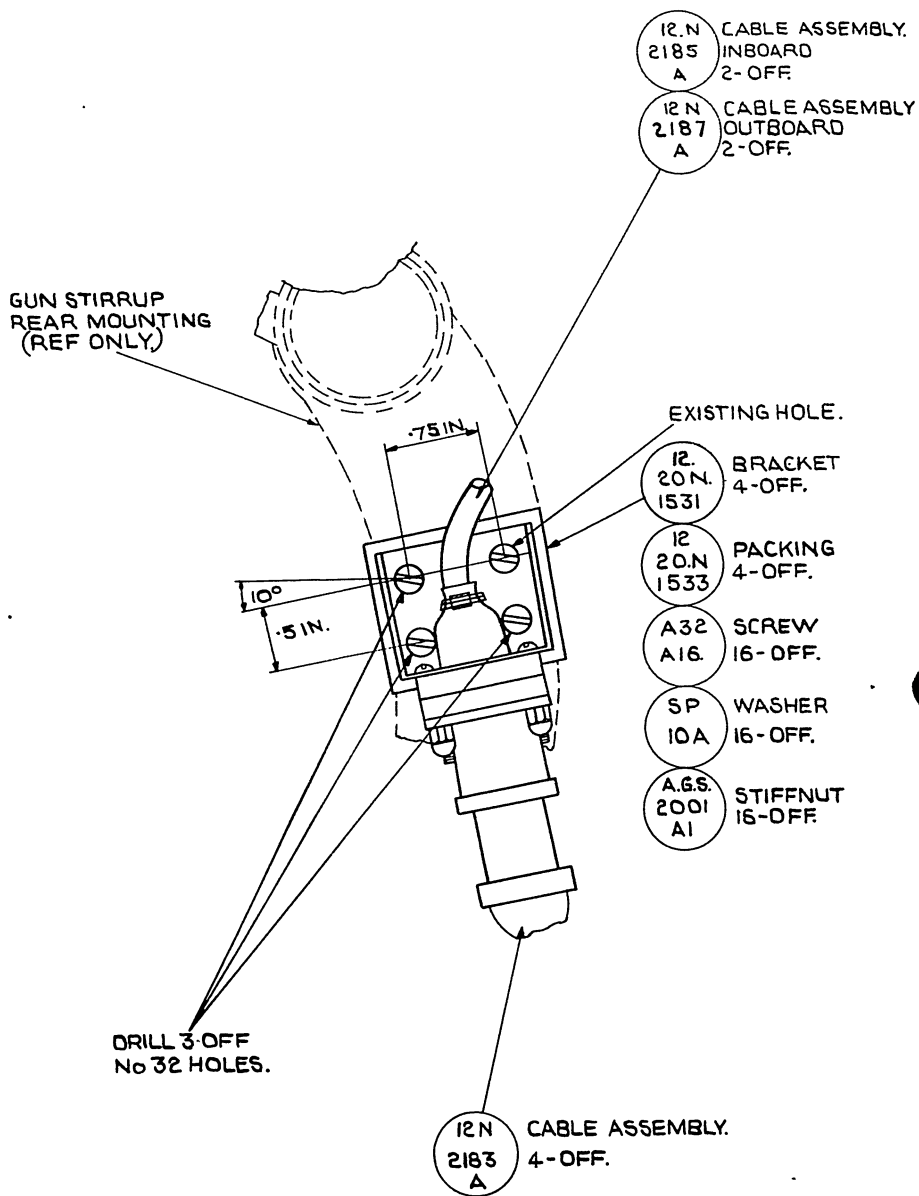 12.N
2185
A
CABLE ASSEMBLY.
INBOARD
2-OFF.
12 N
2187
A
CABLE ASSEMBLY
OUTBOARD
2-OFF.
GUN STIRRUP
REAR MOUNTING
(REF ONLY.)
.75 IN.
EXISTING HOLE.
12.
20 N.
1531
BRACKET
4-OFF.
12
20.N
1533
PACKING
4-OFF.
A32
A16.
SCREW
16-OFF.
SP
10A
WASHER
16-OFF.
A.G.S.
2001
A1
STIFFNUT
16-OFF.
10°
.5 IN.
DRILL 3-OFF
No 32 HOLES.
12 N
2183
A
CABLE ASSEMBLY.
4-OFF.